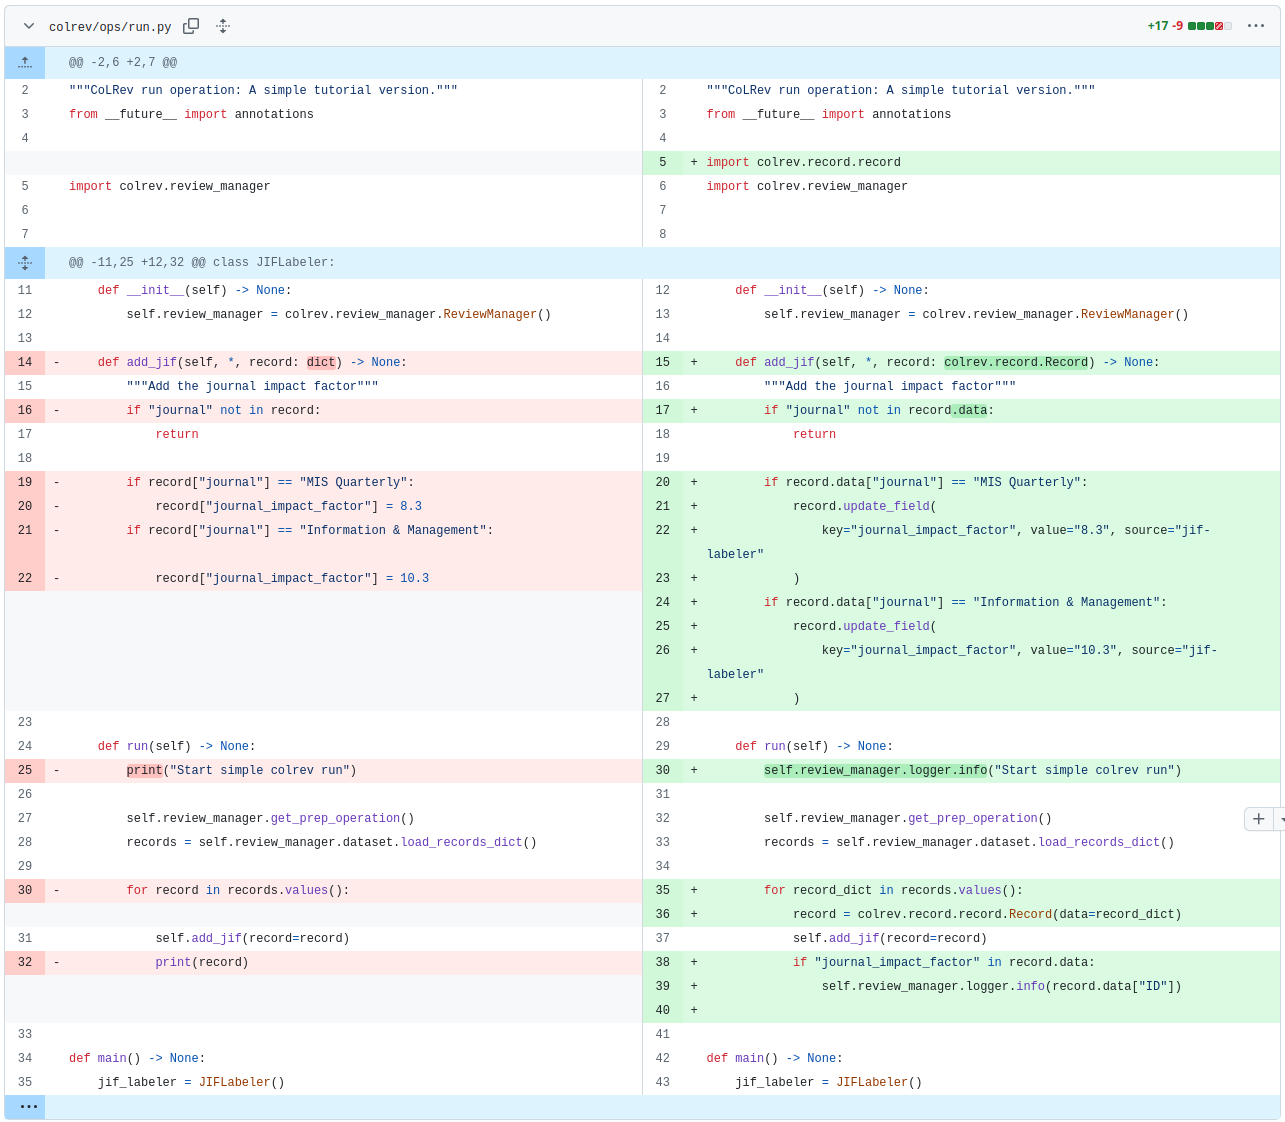 colrev/ops/run.py
+17 -9
@@ -2,6 +2,7 @@
2 """CoLRev run operation: A simple tutorial version."""
3 from __future__ import annotations
4
5 import colrev.review_manager
6
7
2 """CoLRev run operation: A simple tutorial version."""
3 from __future__ import annotations
4
5 + import colrev.record.record
6 import colrev.review_manager
7
8
@@ -11,25 +12,32 @@ class JIFLabeler:
11     def __init__(self) -> None:
12         self.review_manager = colrev.review_manager.ReviewManager()
13
14 -     def add_jif(self, *, record: dict) -> None:
15         """Add the journal impact factor"""
16 -         if "journal" not in record:
17             return
18
19 -         if record["journal"] == "MIS Quarterly":
20 -             record["journal_impact_factor"] = 8.3
21 -         if record["journal"] == "Information & Management":
22 -             record["journal_impact_factor"] = 10.3
23
24     def run(self) -> None:
25 -         print("Start simple colrev run")
26
27         self.review_manager.get_prep_operation()
28         records = self.review_manager.dataset.load_records_dict()
29
30 -         for record in records.values():
31             self.add_jif(record=record)
32 -             print(record)
33
34 def main() -> None:
35     jif_labeler = JIFLabeler()
12     def __init__(self) -> None:
13         self.review_manager = colrev.review_manager.ReviewManager()
14
15 +     def add_jif(self, *, record: colrev.record.Record) -> None:
16         """Add the journal impact factor"""
17 +         if "journal" not in record.data:
18             return
19
20 +         if record.data["journal"] == "MIS Quarterly":
21 +             record.update_field(
22 +                 key="journal_impact_factor", value="8.3", source="jif-
labeler"
23 +             )
24 +         if record.data["journal"] == "Information & Management":
25 +             record.update_field(
26 +                 key="journal_impact_factor", value="10.3", source="jif-
labeler"
27 +             )
28
29     def run(self) -> None:
30 +         self.review_manager.logger.info("Start simple colrev run")
31
32         self.review_manager.get_prep_operation()
33         records = self.review_manager.dataset.load_records_dict()
34
35 +         for record_dict in records.values():
36 +             record = colrev.record.record.Record(data=record_dict)
37             self.add_jif(record=record)
38 +             if "journal_impact_factor" in record.data:
39 +                 self.review_manager.logger.info(record.data["ID"])
40 +
41
42 def main() -> None:
43     jif_labeler = JIFLabeler()